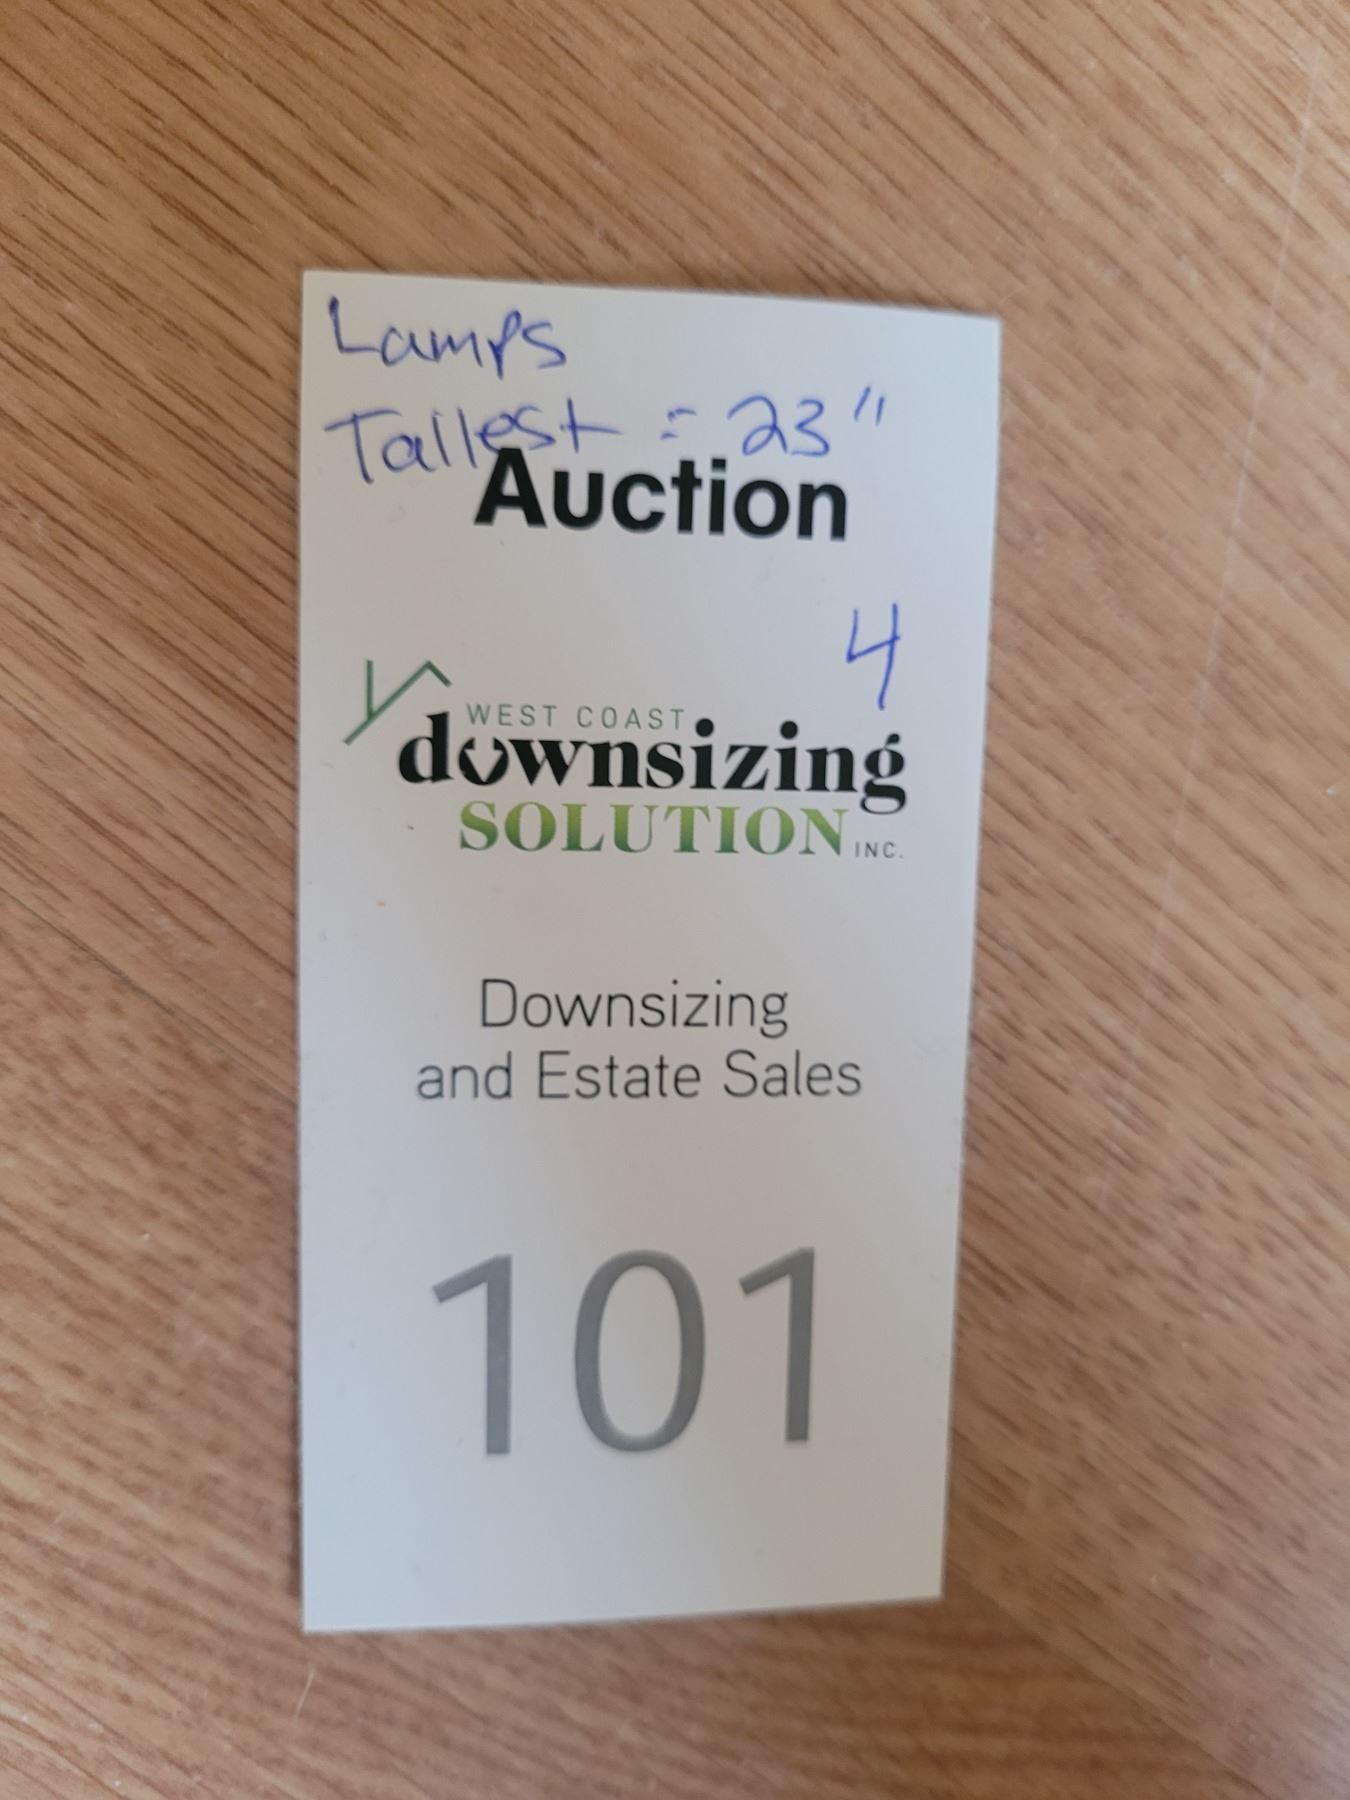 Lamps
Tallest = 23"
Auction
4
WEST COAST
downsizing
SOLUTION INC.
Downsizing
and Estate Sales
101